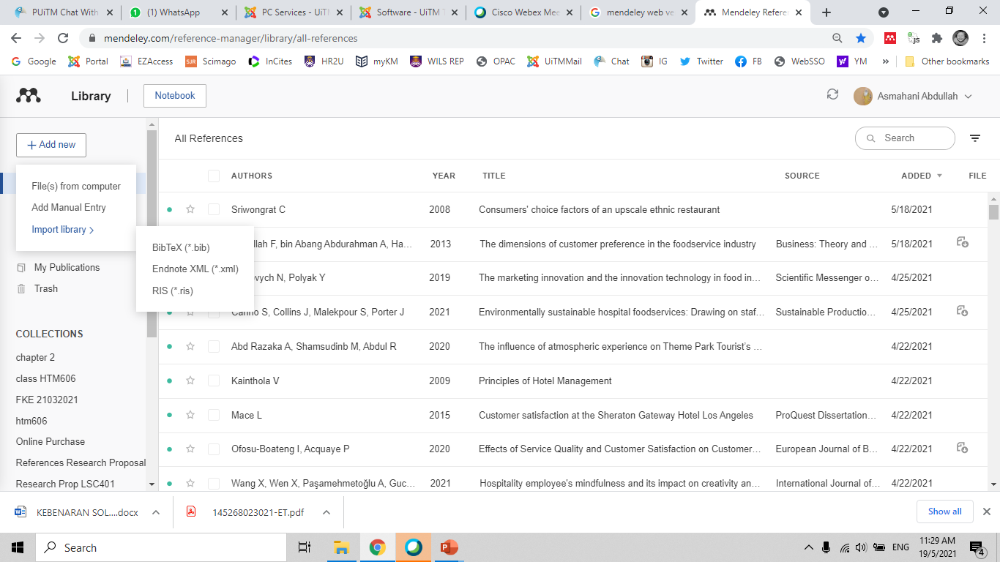 PUiTM Chat With
(1) WhatsApp
PC Services - UiTM
Software - UiTM
Cisco Webex Mee
mendeley web ve
Mendeley Refere
mendeley.com/reference-manager/library/all-references
Google Portal EZAccess SJR Scimago InCites HR2U myKM WILS REP OPAC UiTMMail Chat IG Twitter FB WebSSO YM » Other bookmarks
Library Notebook Asmahani Abdullah
+ Add new All References Search
File(s) from computer
Add Manual Entry
Import library >
BibTeX (*.bib)
Endnote XML (*.xml)
RIS (*.ris)
My Publications
Trash
COLLECTIONS
chapter 2
class HTM606
FKE 21032021
htm606
Online Purchase
References Research Proposal
Research Prop LSC401
AUTHORS YEAR TITLE SOURCE ADDED FILE
Sriwongrat C 2008 Consumers' choice factors of an upscale ethnic restaurant 5/18/2021
llah F, bin Abang Abdurahman A, Ha... 2013 The dimensions of customer preference in the foodservice industry Business: Theory and ... 5/18/2021
vych N, Polyak Y 2019 The marketing innovation and the innovation technology in food in... Scientific Messenger o... 4/25/2021
Carino S, Collins J, Malekpour S, Porter J 2021 Environmentally sustainable hospital foodservices: Drawing on staf... Sustainable Productio... 4/25/2021
Abd Razaka A, Shamsudinb M, Abdul R 2020 The influence of atmospheric experience on Theme Park Tourist's ... 4/22/2021
Kainthola V 2009 Principles of Hotel Management 4/22/2021
Mace L 2015 Customer satisfaction at the Sheraton Gateway Hotel Los Angeles ProQuest Dissertation... 4/22/2021
Ofosu-Boateng I, Acquaye P 2020 Effects of Service Quality and Customer Satisfaction on Customer... European Journal of B... 4/22/2021
Wang X, Wen X, Paşamehmetoğlu A, Guc... 2021 Hospitality employee's mindfulness and its impact on creativity an... International Journal of... 4/22/2021
KEBENARAN SOL....docx 145268023021-ET.pdf Show all
Search ENG 11:29 AM
19/5/2021 4